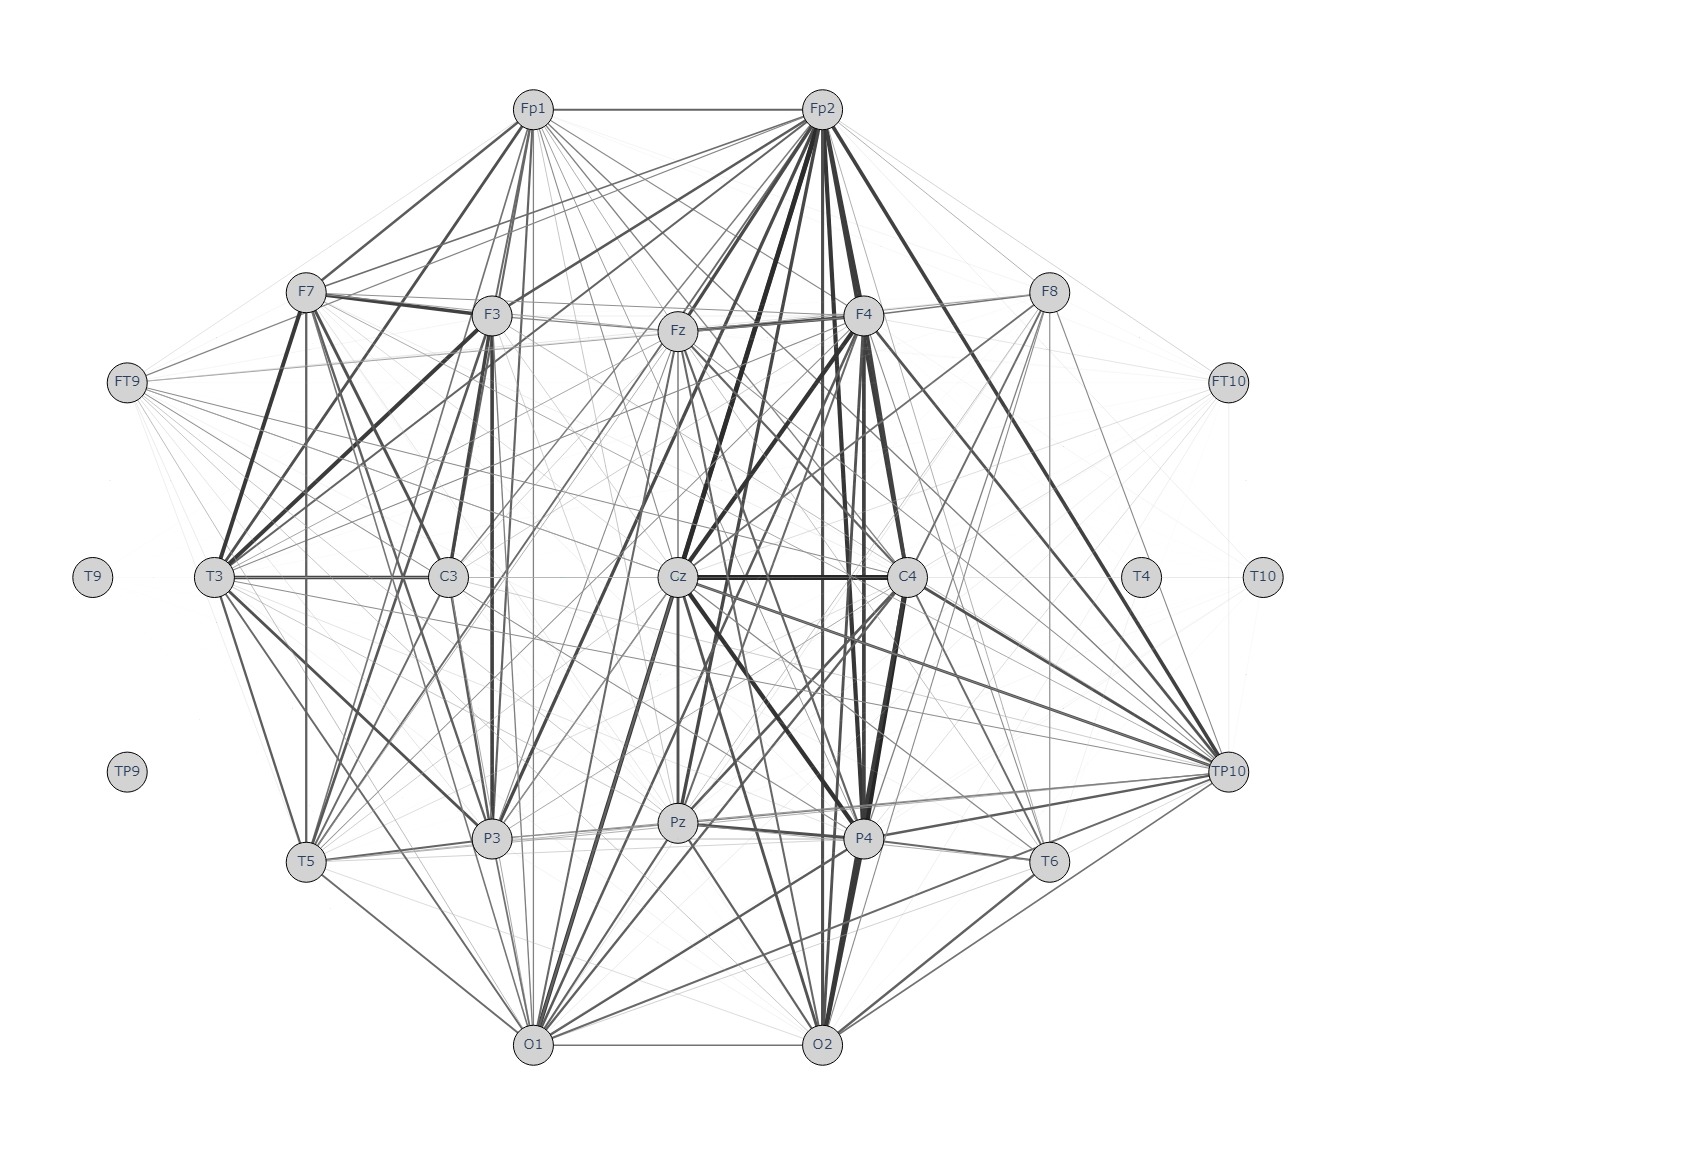 Fp1 Fp2
F7 F3 Fz F4 F8
FT9 FT10
T9 T3 C3 Cz C4 T4 T10
TP9 TP10
T5 P3 Pz P4 T6
O1 O2